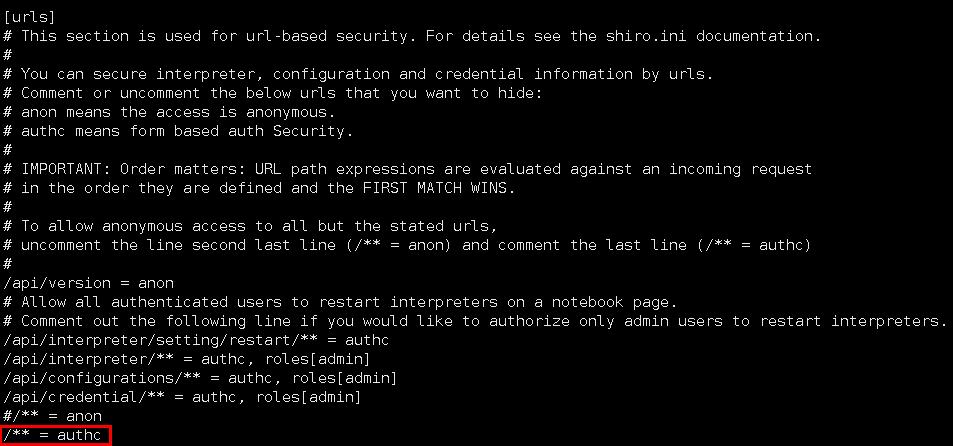 [urls]
# This section is used for url-based security. For details see the shiro.ini documentation.
#
# You can secure interpreter, configuration and credential information by urls.
# Comment or uncomment the below urls that you want to hide:
# anon means the access is anonymous.
# authc means form based auth Security.
#
# IMPORTANT: Order matters: URL path expressions are evaluated against an incoming request
# in the order they are defined and the FIRST MATCH WINS.
#
# To allow anonymous access to all but the stated urls,
# uncomment the line second last line (/** = anon) and comment the last line (/** = authc)
#
/api/version = anon
# Allow all authenticated users to restart interpreters on a notebook page.
# Comment out the following line if you would like to authorize only admin users to restart interpreters.
/api/interpreter/setting/restart/** = authc
/api/interpreter/** = authc, roles[admin]
/api/configurations/** = authc, roles[admin]
/api/credential/** = authc, roles[admin]
#/** = anon
/** = authc